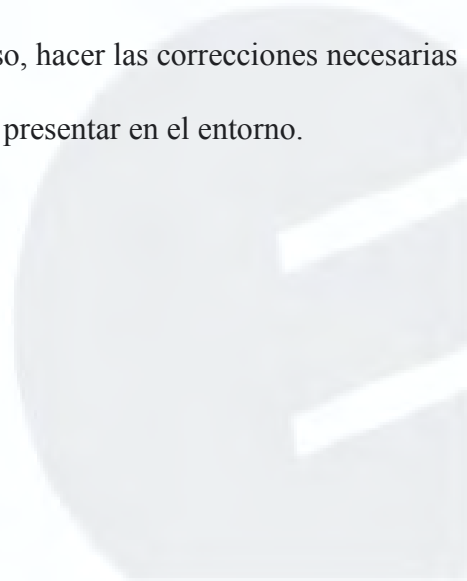 so, hacer las correcciones necesarias
presentar en el entorno.